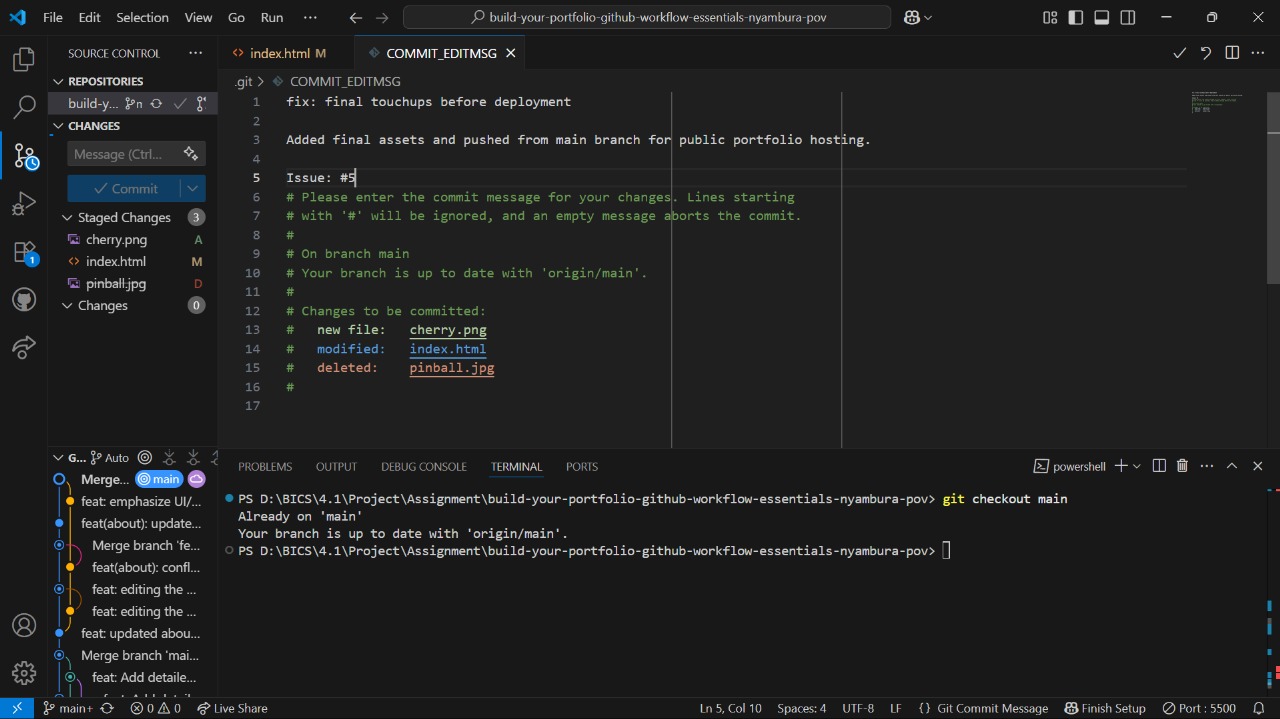 File Edit Selection View Go Run ··· build-your-portfolio-github-workflow-essentials-nyambura-pov
SOURCE CONTROL ···
REPOSITORIES
build-y...
CHANGES
Message (Ctrl...
Commit
Staged Changes 3
cherry.png A
index.html M
pinball.jpg D
Changes 0
1
G... Auto
Merge... main
feat: emphasize UI/...
feat(about): update...
Merge branch 'fe...
feat(about): confl...
feat: editing the ...
feat: editing the ...
feat: updated abou...
Merge branch 'mai...
feat: Add detaile...
index.html M COMMIT_EDITMSG
.git > COMMIT_EDITMSG
1 fix: final touchups before deployment
2
3 Added final assets and pushed from main branch for public portfolio hosting.
4
5 Issue: #5
6 # Please enter the commit message for your changes. Lines starting
7 # with '#' will be ignored, and an empty message aborts the commit.
8 #
9 # On branch main
10 # Your branch is up to date with 'origin/main'.
11 #
12 # Changes to be committed:
13 # new file: cherry.png
14 # modified: index.html
15 # deleted: pinball.jpg
16 #
17
PROBLEMS OUTPUT DEBUG CONSOLE TERMINAL PORTS powershell
PS D:\BICS\4.1\Project\Assignment\build-your-portfolio-github-workflow-essentials-nyambura-pov> git checkout main
Already on 'main'
Your branch is up to date with 'origin/main'.
PS D:\BICS\4.1\Project\Assignment\build-your-portfolio-github-workflow-essentials-nyambura-pov>
main+ 0 0 Live Share Ln 5, Col 10 Spaces: 4 UTF-8 LF {} Git Commit Message Finish Setup Port : 5500